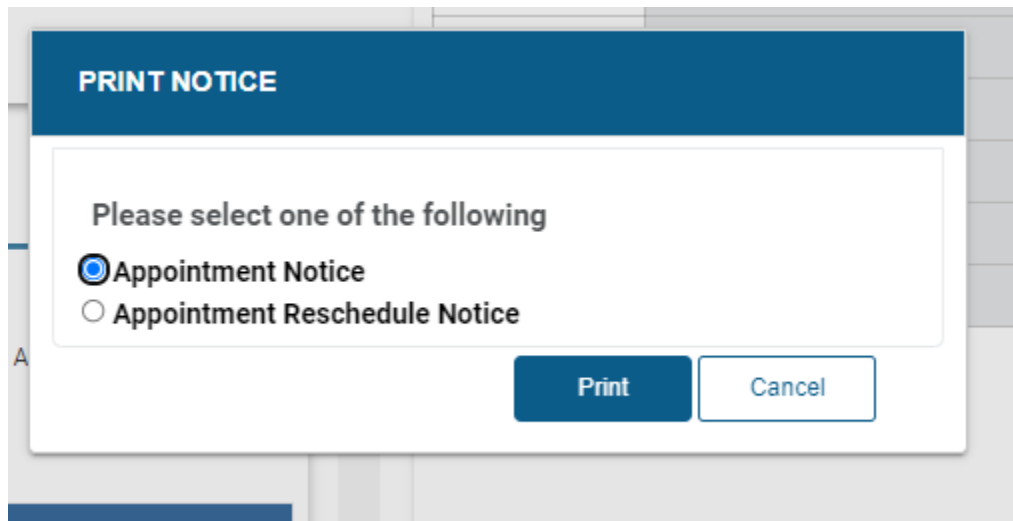 PRINT NOTICE
Please select one of the following
Appointment Notice
Appointment Reschedule Notice
A
Print Cancel